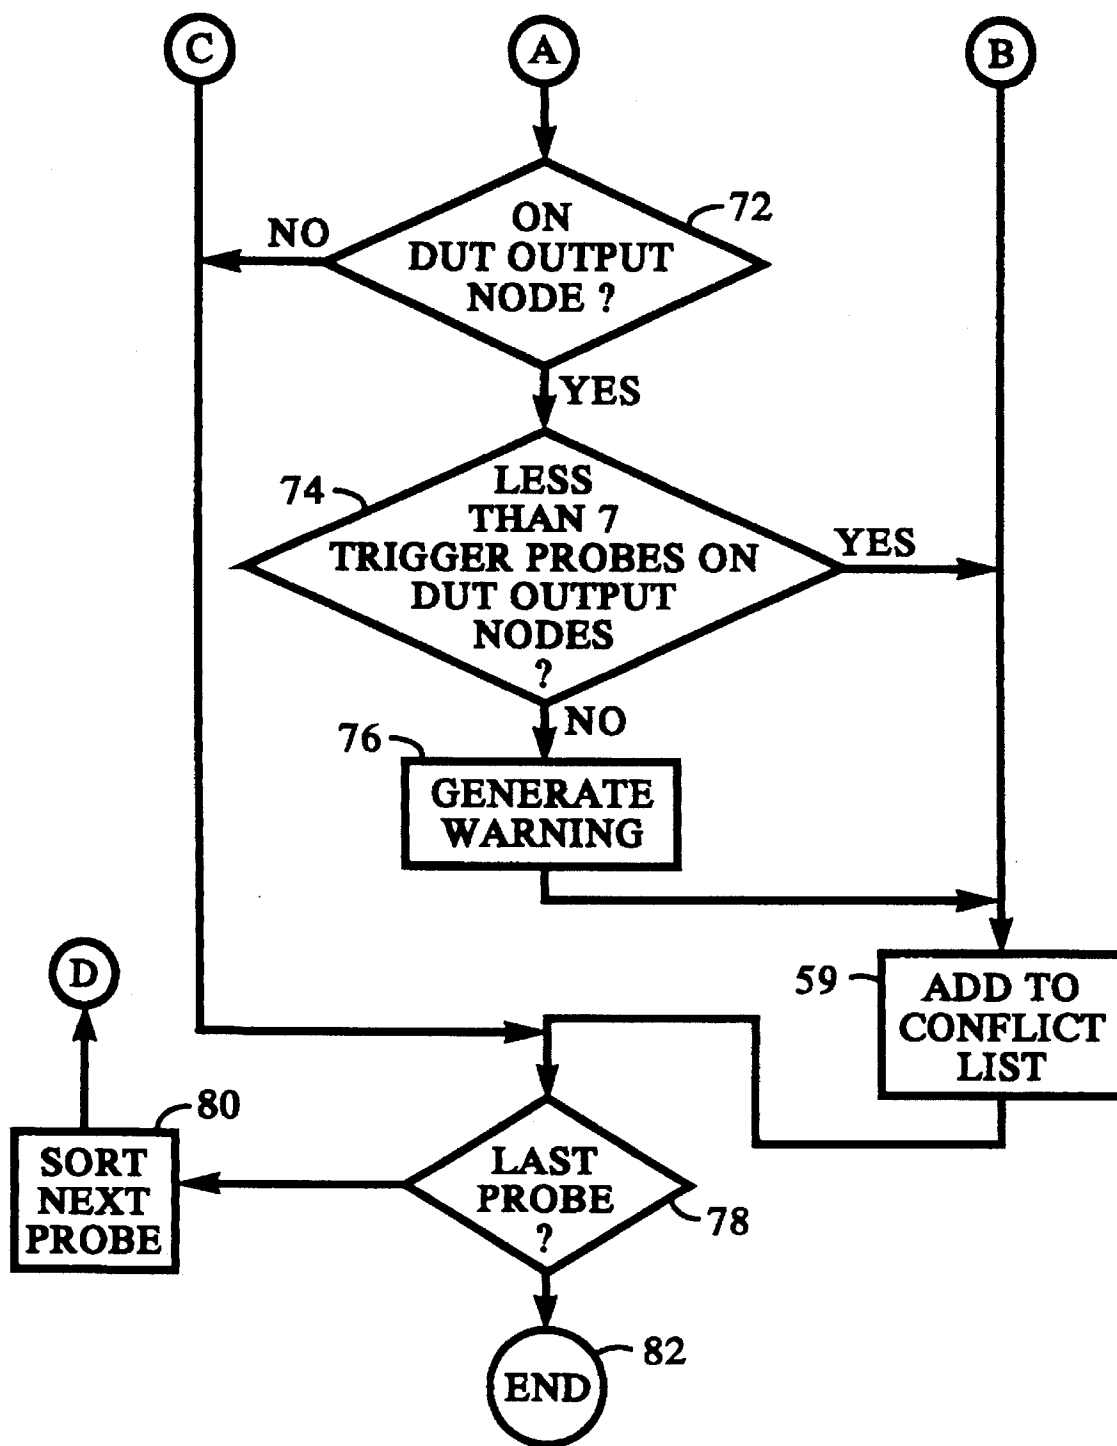 C
A
B
ON
DUT OUTPUT
NODE ?
72
NO
YES
LESS
THAN 7
TRIGGER PROBES ON
DUT OUTPUT
NODES
?
74
YES
NO
76
GENERATE
WARNING
D
59
ADD TO
CONFLICT
LIST
80
SORT
NEXT
PROBE
LAST
PROBE
?
78
82
END